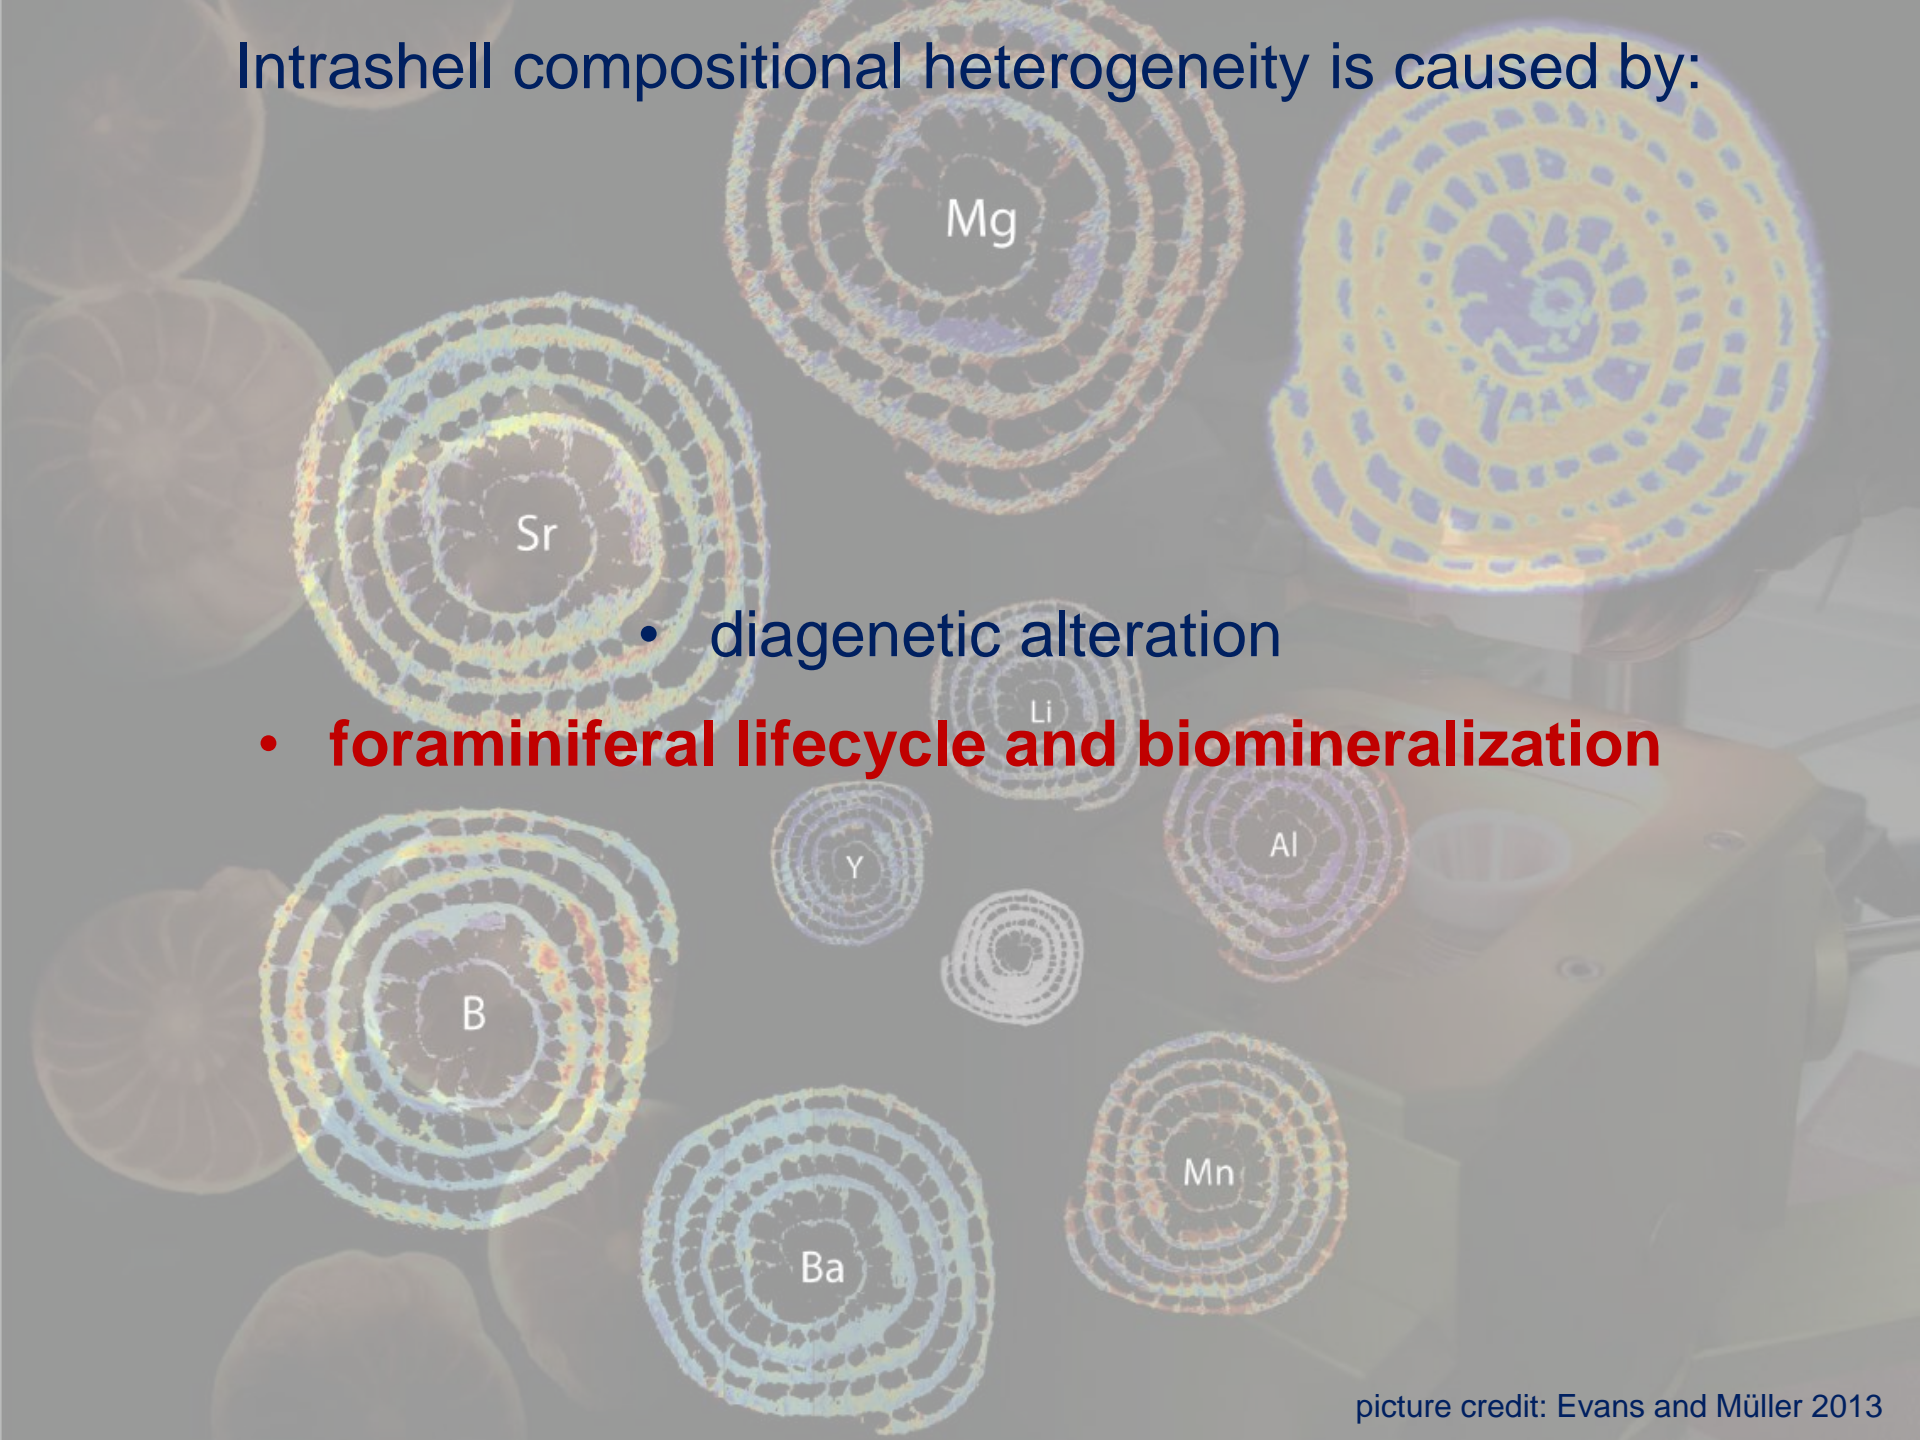 Intrashell compositional heterogeneity is caused by:
Mg
Sr
• diagenetic alteration
Li
• foraminiferal lifecycle and biomineralization
Y
Al
B
Mn
Ba
picture credit: Evans and Müller 2013